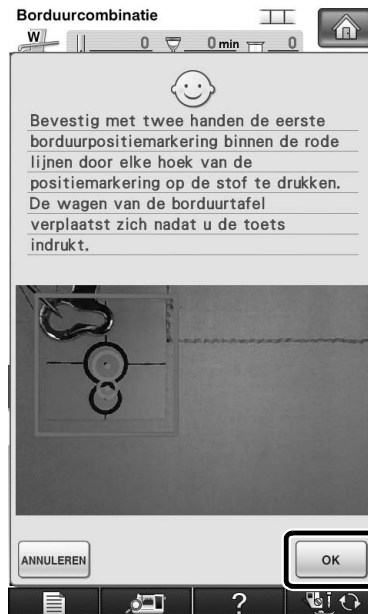 Borduurcombinatie
W
0 0 min 0
Bevestig met twee handen de eerste
borduurpositiemarkering binnen de rode
lijnen door elke hoek van de
positiemarkering op de stof te drukken.
De wagen van de borduurtafel
verplaatst zich nadat u de toets
indrukt.
ANNULEREN OK
?